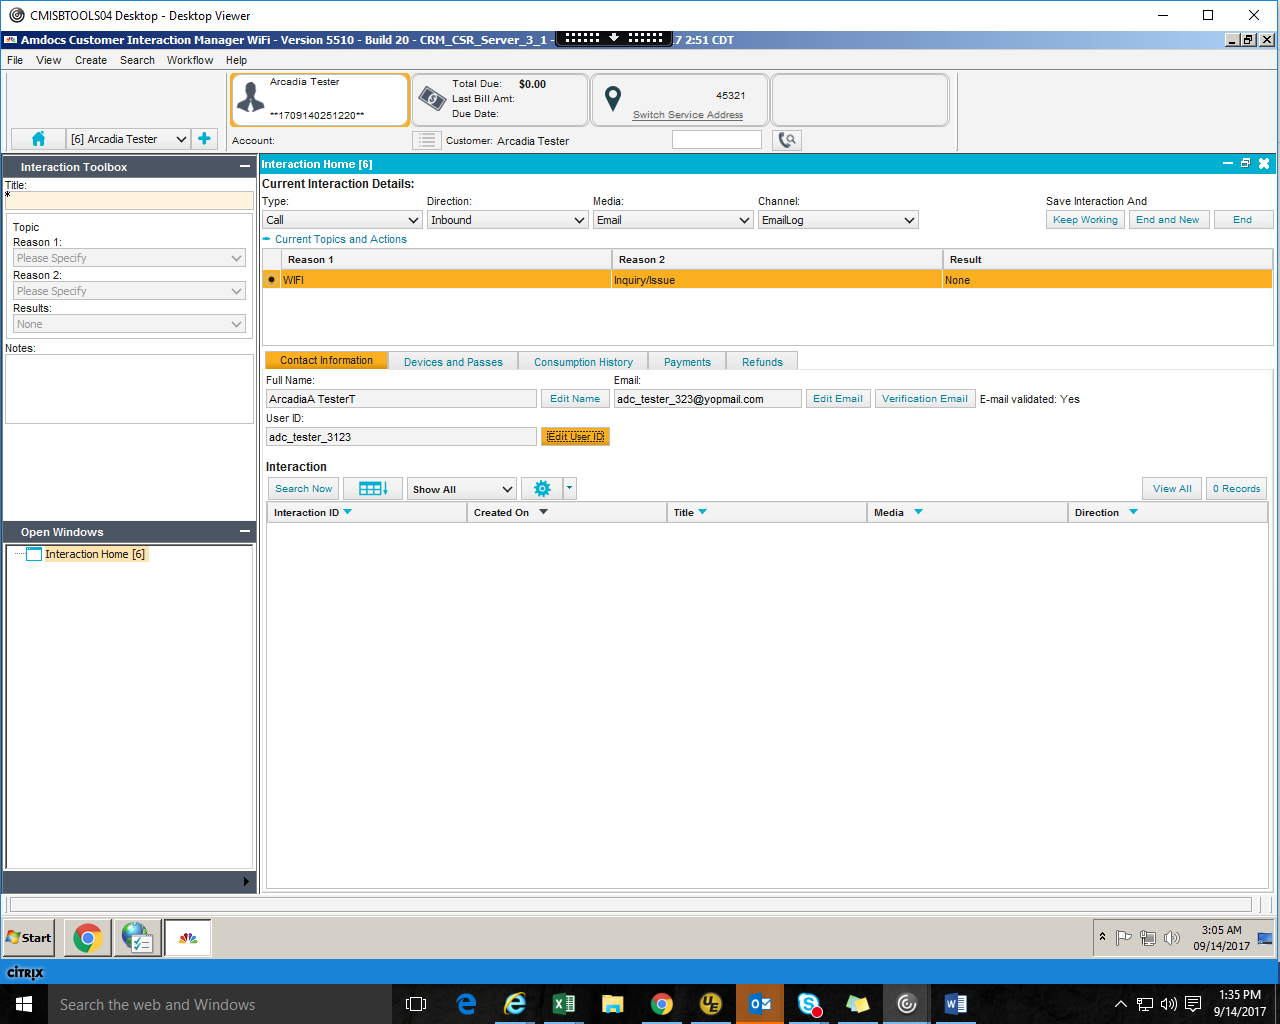 CMISBTOOLS04 Desktop - Desktop Viewer
Amdocs Customer Interaction Manager WiFi - Version 5510 - Build 20 - CRM_CSR_Server_3_1 - 7 2:51 CDT
File View Create Search Workflow Help
Arcadia Tester
**1709140251220**
Total Due: $0.00
Last Bill Amt:
Due Date:
45321
Switch Service Address
[6] Arcadia Tester
Account:
Customer: Arcadia Tester
Interaction Toolbox
Title:
*
Topic
Reason 1:
Please Specify
Reason 2:
Please Specify
Results:
None
Notes:
Open Windows
Interaction Home [6]
Interaction Home [6]
Current Interaction Details:
Type: Direction: Media: Channel: Save Interaction And
Call Inbound Email EmailLog Keep Working End and New End
Current Topics and Actions
Reason 1 Reason 2 Result
WIFI Inquiry/Issue None
Contact Information Devices and Passes Consumption History Payments Refunds
Full Name: Email:
ArcadiaA TesterT Edit Name adc_tester_323@yopmail.com Edit Email Verification Email E-mail validated: Yes
User ID:
adc_tester_3123 Edit User ID
Interaction
Search Now Show All View All 0 Records
Interaction ID Created On Title Media Direction
Start
3:05 AM
09/14/2017
CITRIX
Search the web and Windows
1:35 PM
9/14/2017